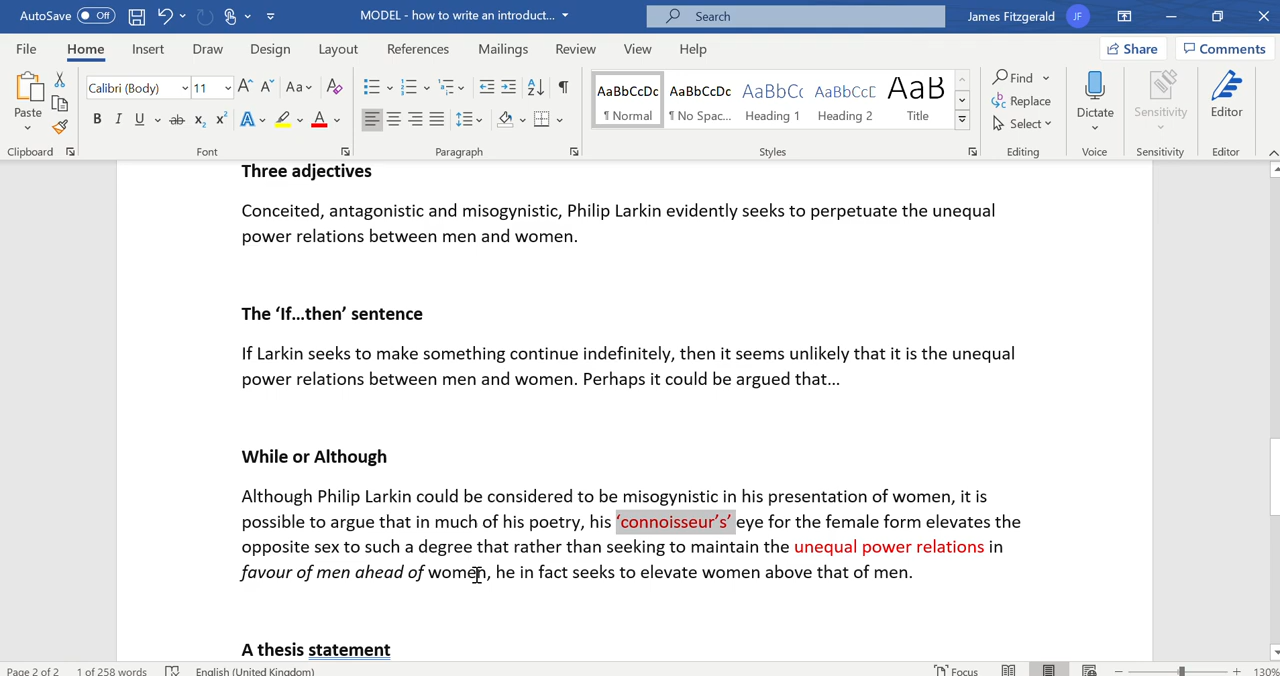 AutoSave Off MODEL - how to write an introduct... Search James Fitzgerald JF
File Home Insert Draw Design Layout References Mailings Review View Help Share Comments
Paste Calibri (Body) 11 Aa AaBbCcDc AaBbCcDc AaBbCc AaBbCcD AaB Find Replace Select Dictate Sensitivity Editor
¶ Normal ¶ No Spac... Heading 1 Heading 2 Title
Clipboard Font Paragraph Styles Editing Voice Sensitivity Editor
Three adjectives
Conceited, antagonistic and misogynistic, Philip Larkin evidently seeks to perpetuate the unequal
power relations between men and women.
The ‘If…then’ sentence
If Larkin seeks to make something continue indefinitely, then it seems unlikely that it is the unequal
power relations between men and women. Perhaps it could be argued that…
While or Although
Although Philip Larkin could be considered to be misogynistic in his presentation of women, it is
possible to argue that in much of his poetry, his ‘connoisseur’s’ eye for the female form elevates the
opposite sex to such a degree that rather than seeking to maintain the unequal power relations in
favour of men ahead of women, he in fact seeks to elevate women above that of men.
A thesis statement
Page 2 of 2 1 of 258 words English (United Kingdom) Focus 130%